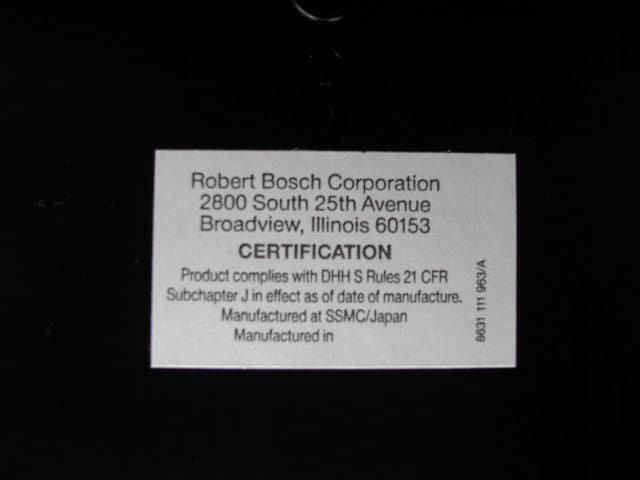 Robert Bosch Corporation
2800 South 25th Avenue
Broadview, Illinois 60153
CERTIFICATION
Product complies with DHH S Rules 21 CFR
Subchapter J in effect as of date of manufacture.
Manufactured at SSMC/Japan
Manufactured in
8631 111 963/A